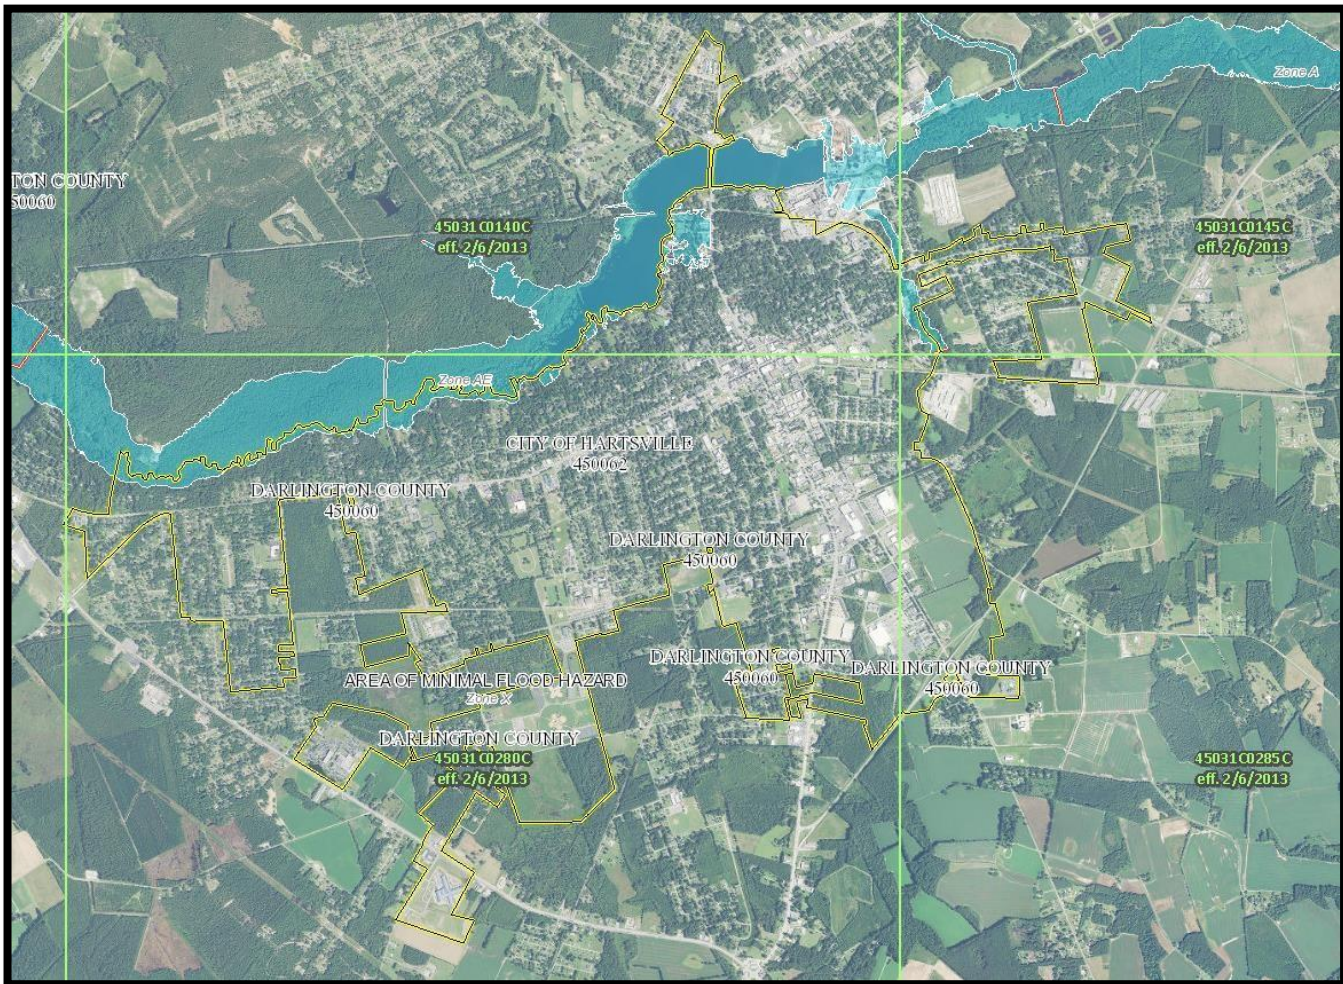 Zone A
TON COUNTY
50060
45031C0140C
eff. 2/6/2013
45031C0145C
eff. 2/6/2013
Zone AE
CITY OF HARTSVILLE
450062
DARLINGTON COUNTY
450060
DARLINGTON COUNTY
450060
DARLINGTON COUNTY
450060
DARLINGTON COUNTY
450060
AREA OF MINIMAL FLOOD HAZARD
Zone X
DARLINGTON COUNTY
45031C0280C
eff. 2/6/2013
45031C0285C
eff. 2/6/2013